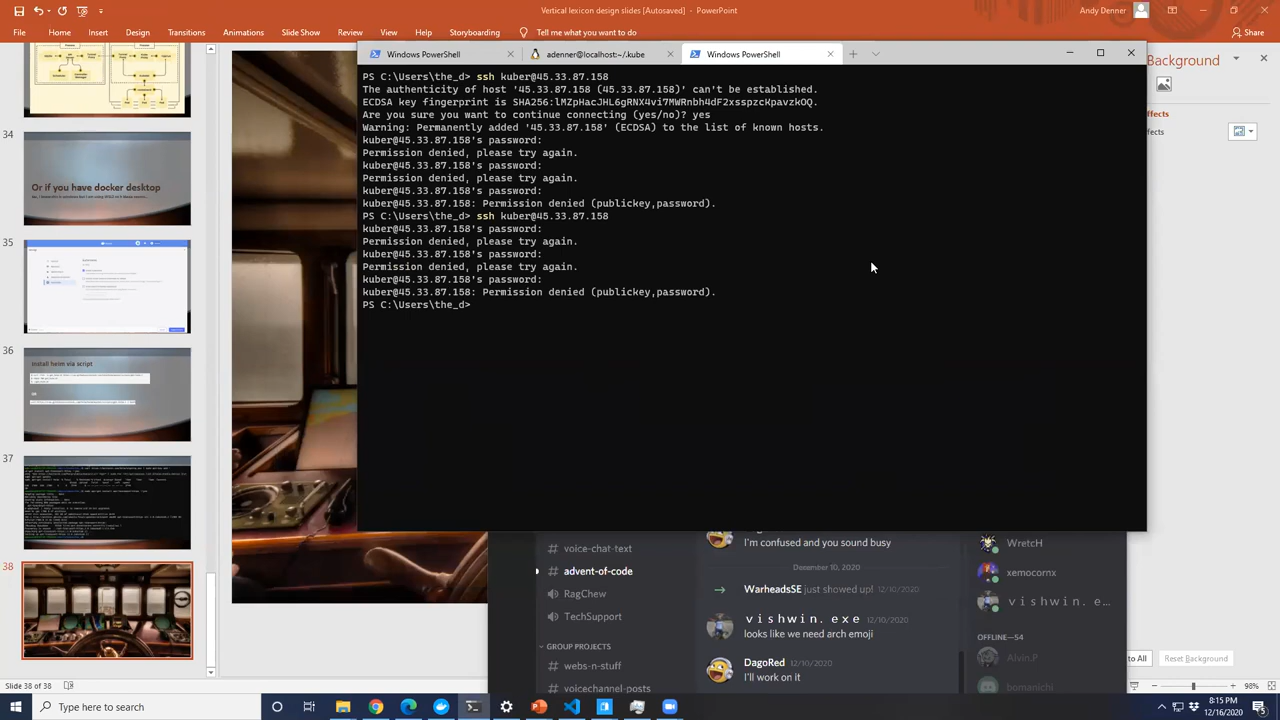 Vertical lexicon design slides [Autosaved] - PowerPoint
Andy Denner
File Home Insert Design Transitions Animations Slide Show Review View Help Storyboarding Tell me what you want to do Share
Windows PowerShell
adenner@localhost:~/.kube
Windows PowerShell
PS C:\Users\the_d> ssh kuber@45.33.87.158
The authenticity of host '45.33.87.158 (45.33.87.158)' can't be established.
ECDSA key fingerprint is SHA256:lMZpHacJHL6gRNX4vi7MWRnbh4dF2xsspzckpavzkOQ.
Are you sure you want to continue connecting (yes/no)? yes
Warning: Permanently added '45.33.87.158' (ECDSA) to the list of known hosts.
kuber@45.33.87.158's password:
Permission denied, please try again.
kuber@45.33.87.158's password:
Permission denied, please try again.
kuber@45.33.87.158's password:
kuber@45.33.87.158: Permission denied (publickey,password).
PS C:\Users\the_d> ssh kuber@45.33.87.158
kuber@45.33.87.158's password:
Permission denied, please try again.
kuber@45.33.87.158's password:
Permission denied, please try again.
kuber@45.33.87.158's password:
kuber@45.33.87.158: Permission denied (publickey,password).
PS C:\Users\the_d>
Background
ffects
ffects
34
Or if you have docker desktop
35
36
Install helm via script
37
38
I'm confused and you sound busy
December 10, 2020
WarheadsSE just showed up! 12/10/2020
vishwin.exe 12/10/2020
looks like we need arch emoji
DagoRed 12/10/2020
I'll work on it
# voice-chat-text
# advent-of-code
RagChew
TechSupport
GROUP PROJECTS
# webs-n-stuff
# voicechannel-posts
WretcH
xemocornx
vishwin.e...
OFFLINE—54
Alvin.P
bomanichi
to All
Reset Background
Slide 38 of 38
98%
Type here to search
8:15 PM
12/16/2020